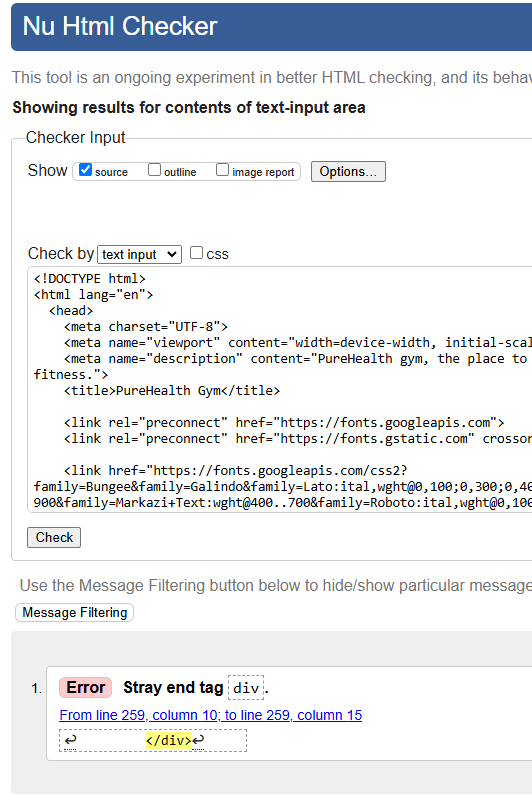 Nu Html Checker
This tool is an ongoing experiment in better HTML checking, and its
Showing results for contents of text-input area
Checker Input
Show source outline image report Options...
Check by text input css
<!DOCTYPE html>
<html lang="en">
<head>
<meta charset="UTF-8">
<meta name="viewport" content="width=device-width,
<meta name="description" content="PureHealth gym, the place to
fitness.">
<title>PureHealth Gym</title>
<link rel="preconnect" href="https://fonts.googleapis.com">
<link rel="preconnect" href="https://fonts.gstatic.com"
<link href="https://fonts.googleapis.com/css2?
family=Bungee&family=Galindo&family=Lato:ital,wght@0,100;0,300;0,40
900&family=Markazi+Text:wght@400..700&family=Roboto:ital,wght@0,100
Check
Use the Message Filtering button below to hide/show particular message
Message Filtering
1. Error Stray end tag div.
From line 259, column 10; to line 259, column 15
↩ </div>↩